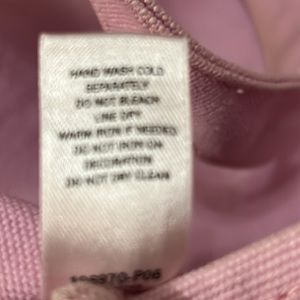 HAND WASH COLD
SEPARATELY
DO NOT BLEACH
LINE DRY
WARM IRON IF NEEDED
DO NOT IRON ON
DECORATION
DO NOT DRY CLEAN